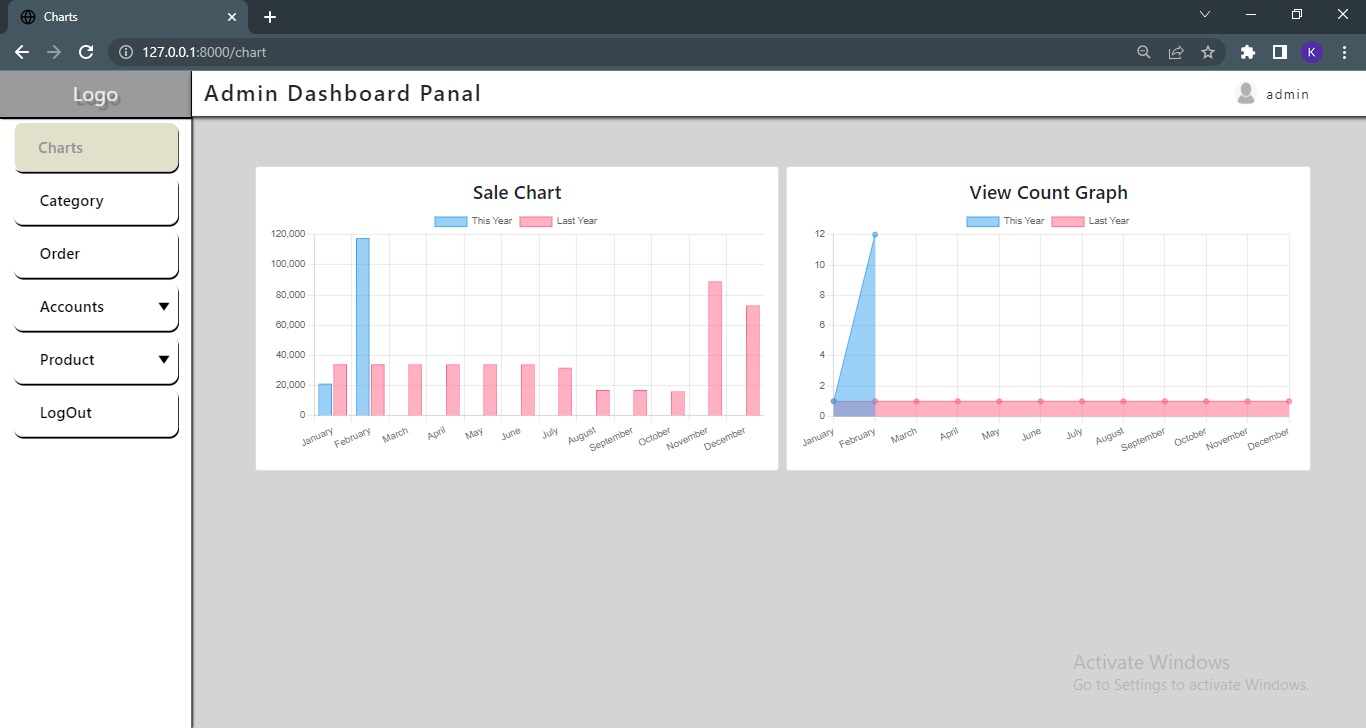 Charts
127.0.0.1:8000/chart
K
Logo
Admin Dashboard Panal
admin
Charts
Category
Order
Accounts
Product
LogOut
Sale Chart
This Year Last Year
120,000
100,000
80,000
60,000
40,000
20,000
0
January February March April May June July August September October November December
View Count Graph
This Year Last Year
12
10
8
6
4
2
0
January February March April May June July August September October November December
Activate Windows
Go to Settings to activate Windows.